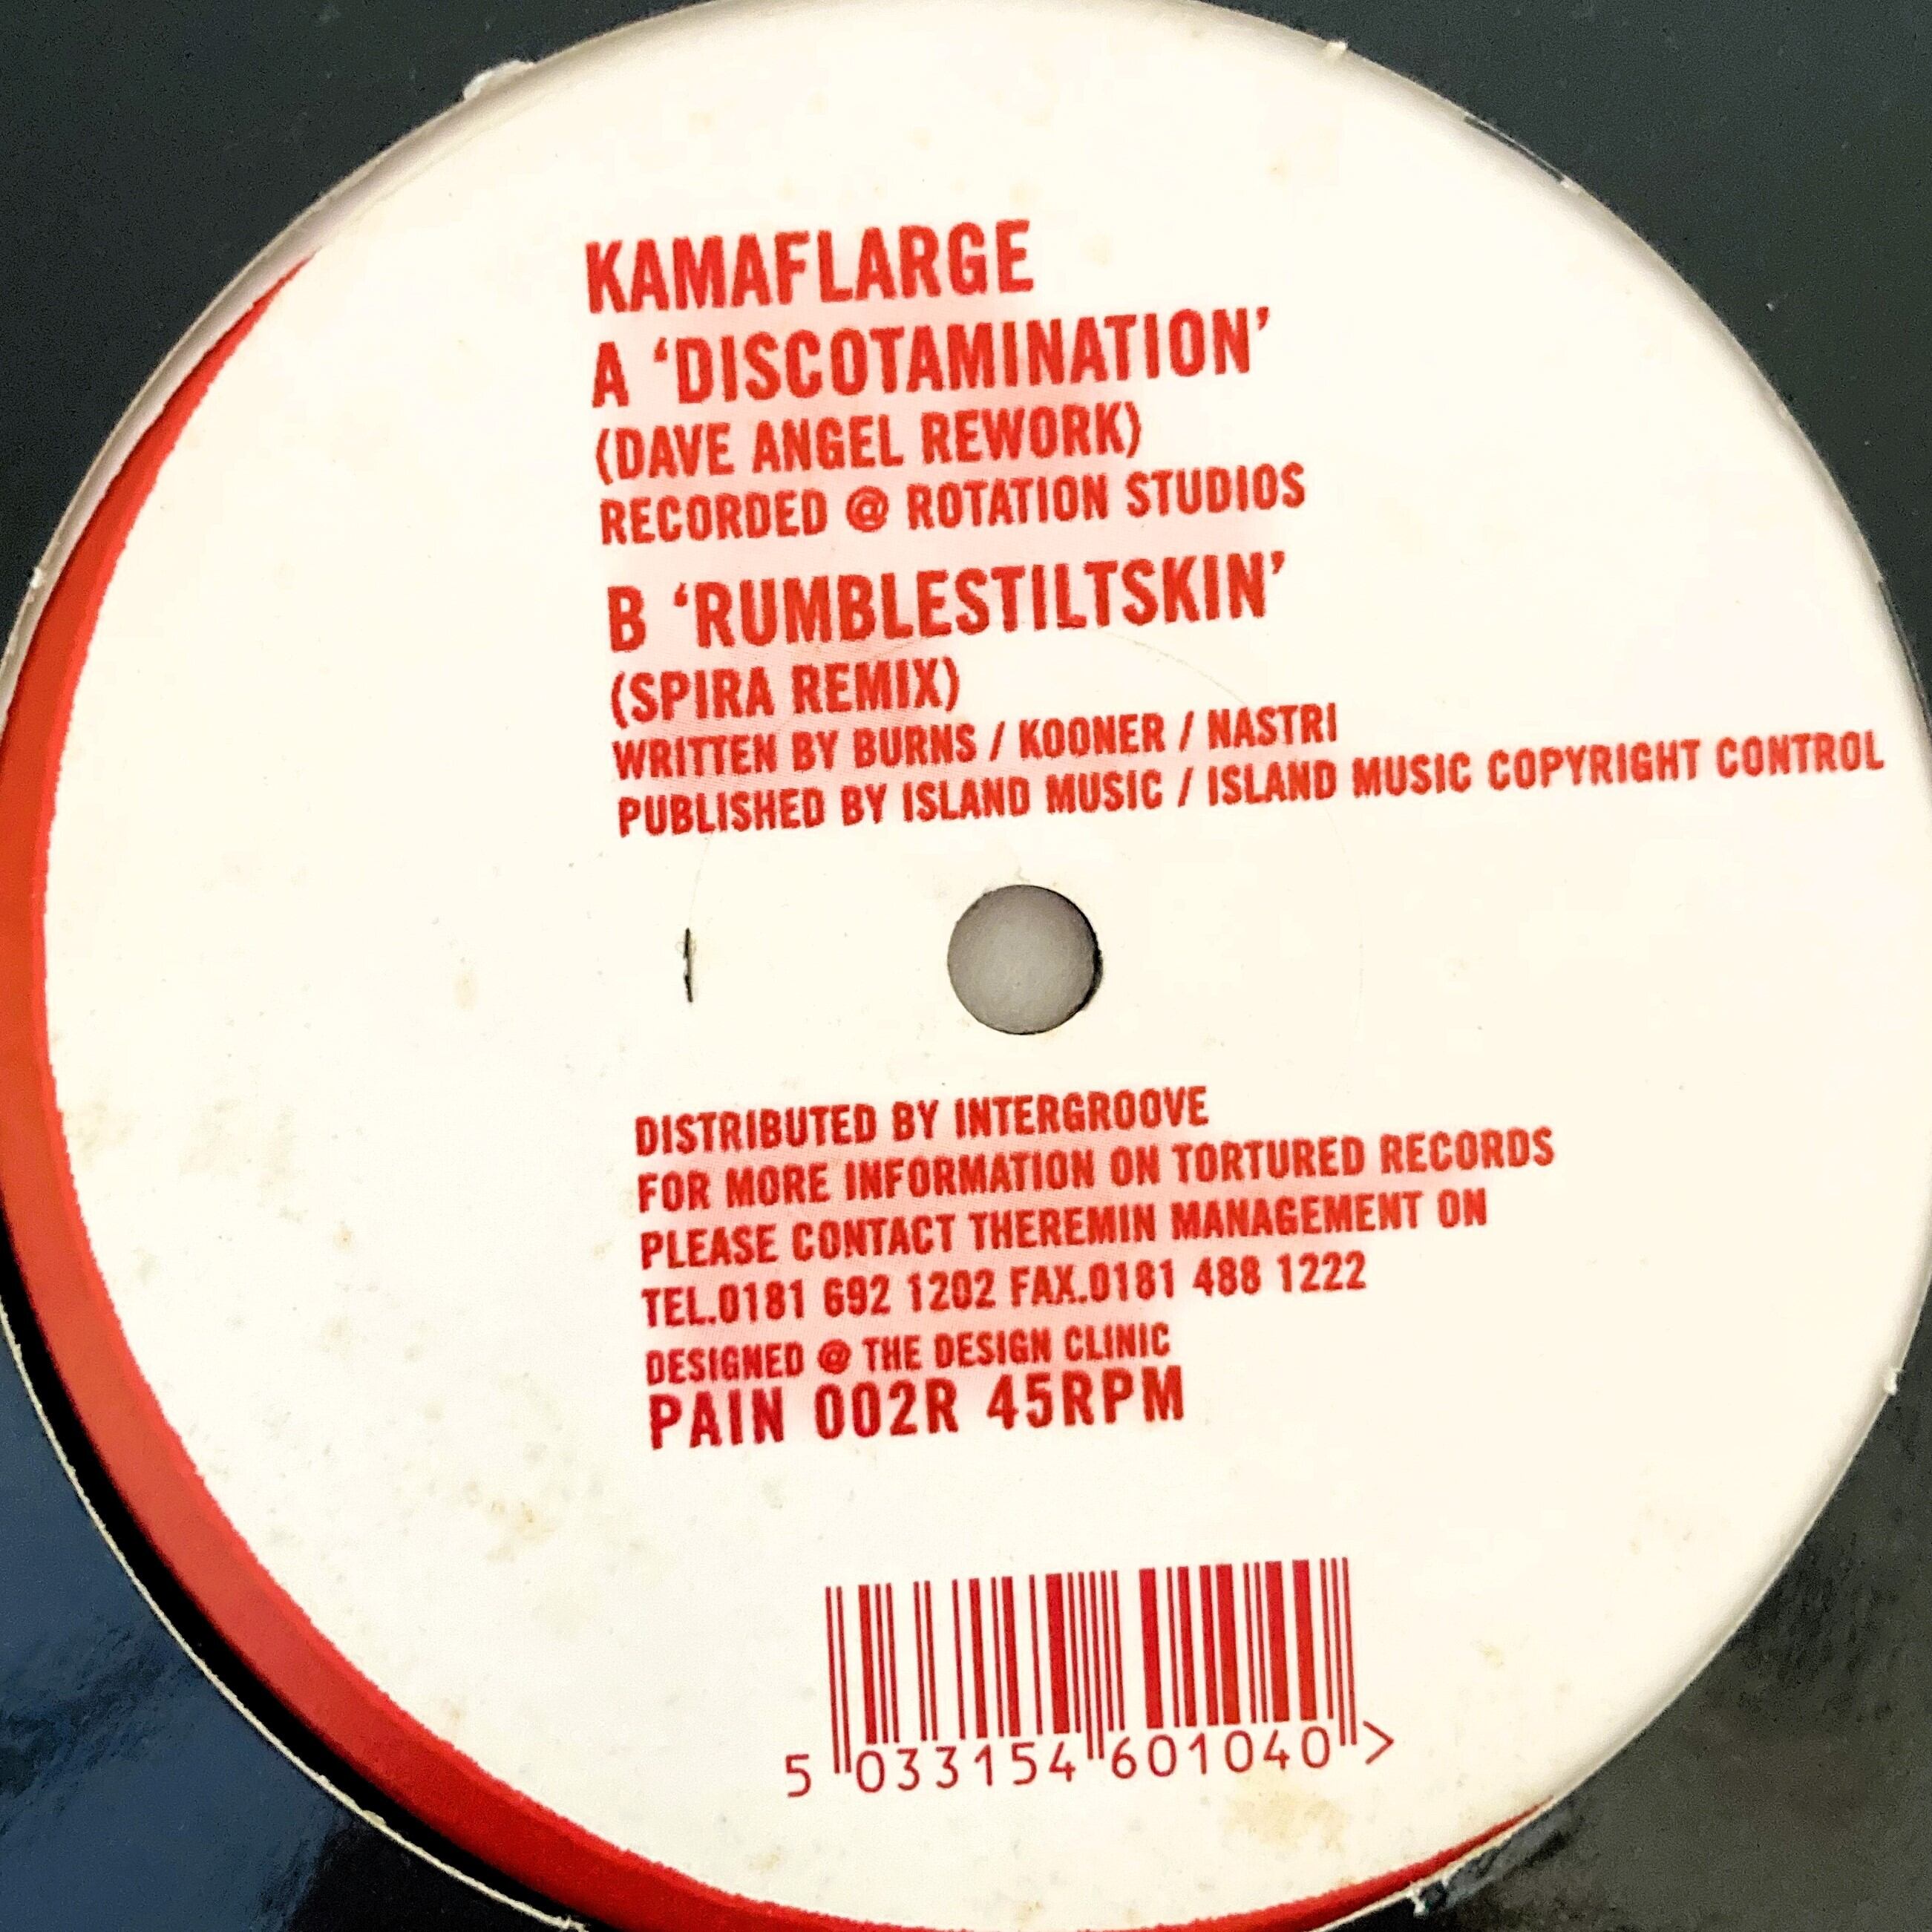 KAMAFLARGE
A ‘DISCOTAMINATION’
(DAVE ANGEL REWORK)
RECORDED @ ROTATION STUDIOS
B ‘RUMBLESTILTSKIN’
(SPIRA REMIX)
WRITTEN BY BURNS / KOONER / NASTRI
PUBLISHED BY ISLAND MUSIC / ISLAND MUSIC COPYRIGHT CONTROL
DISTRIBUTED BY INTERGROOVE
FOR MORE INFORMATION ON TORTURED RECORDS
PLEASE CONTACT THEREMIN MANAGEMENT ON
TEL.0181 692 1202 FAX.0181 488 1222
DESIGNED @ THE DESIGN CLINIC
PAIN 002R 45RPM
5 033154 601040 >